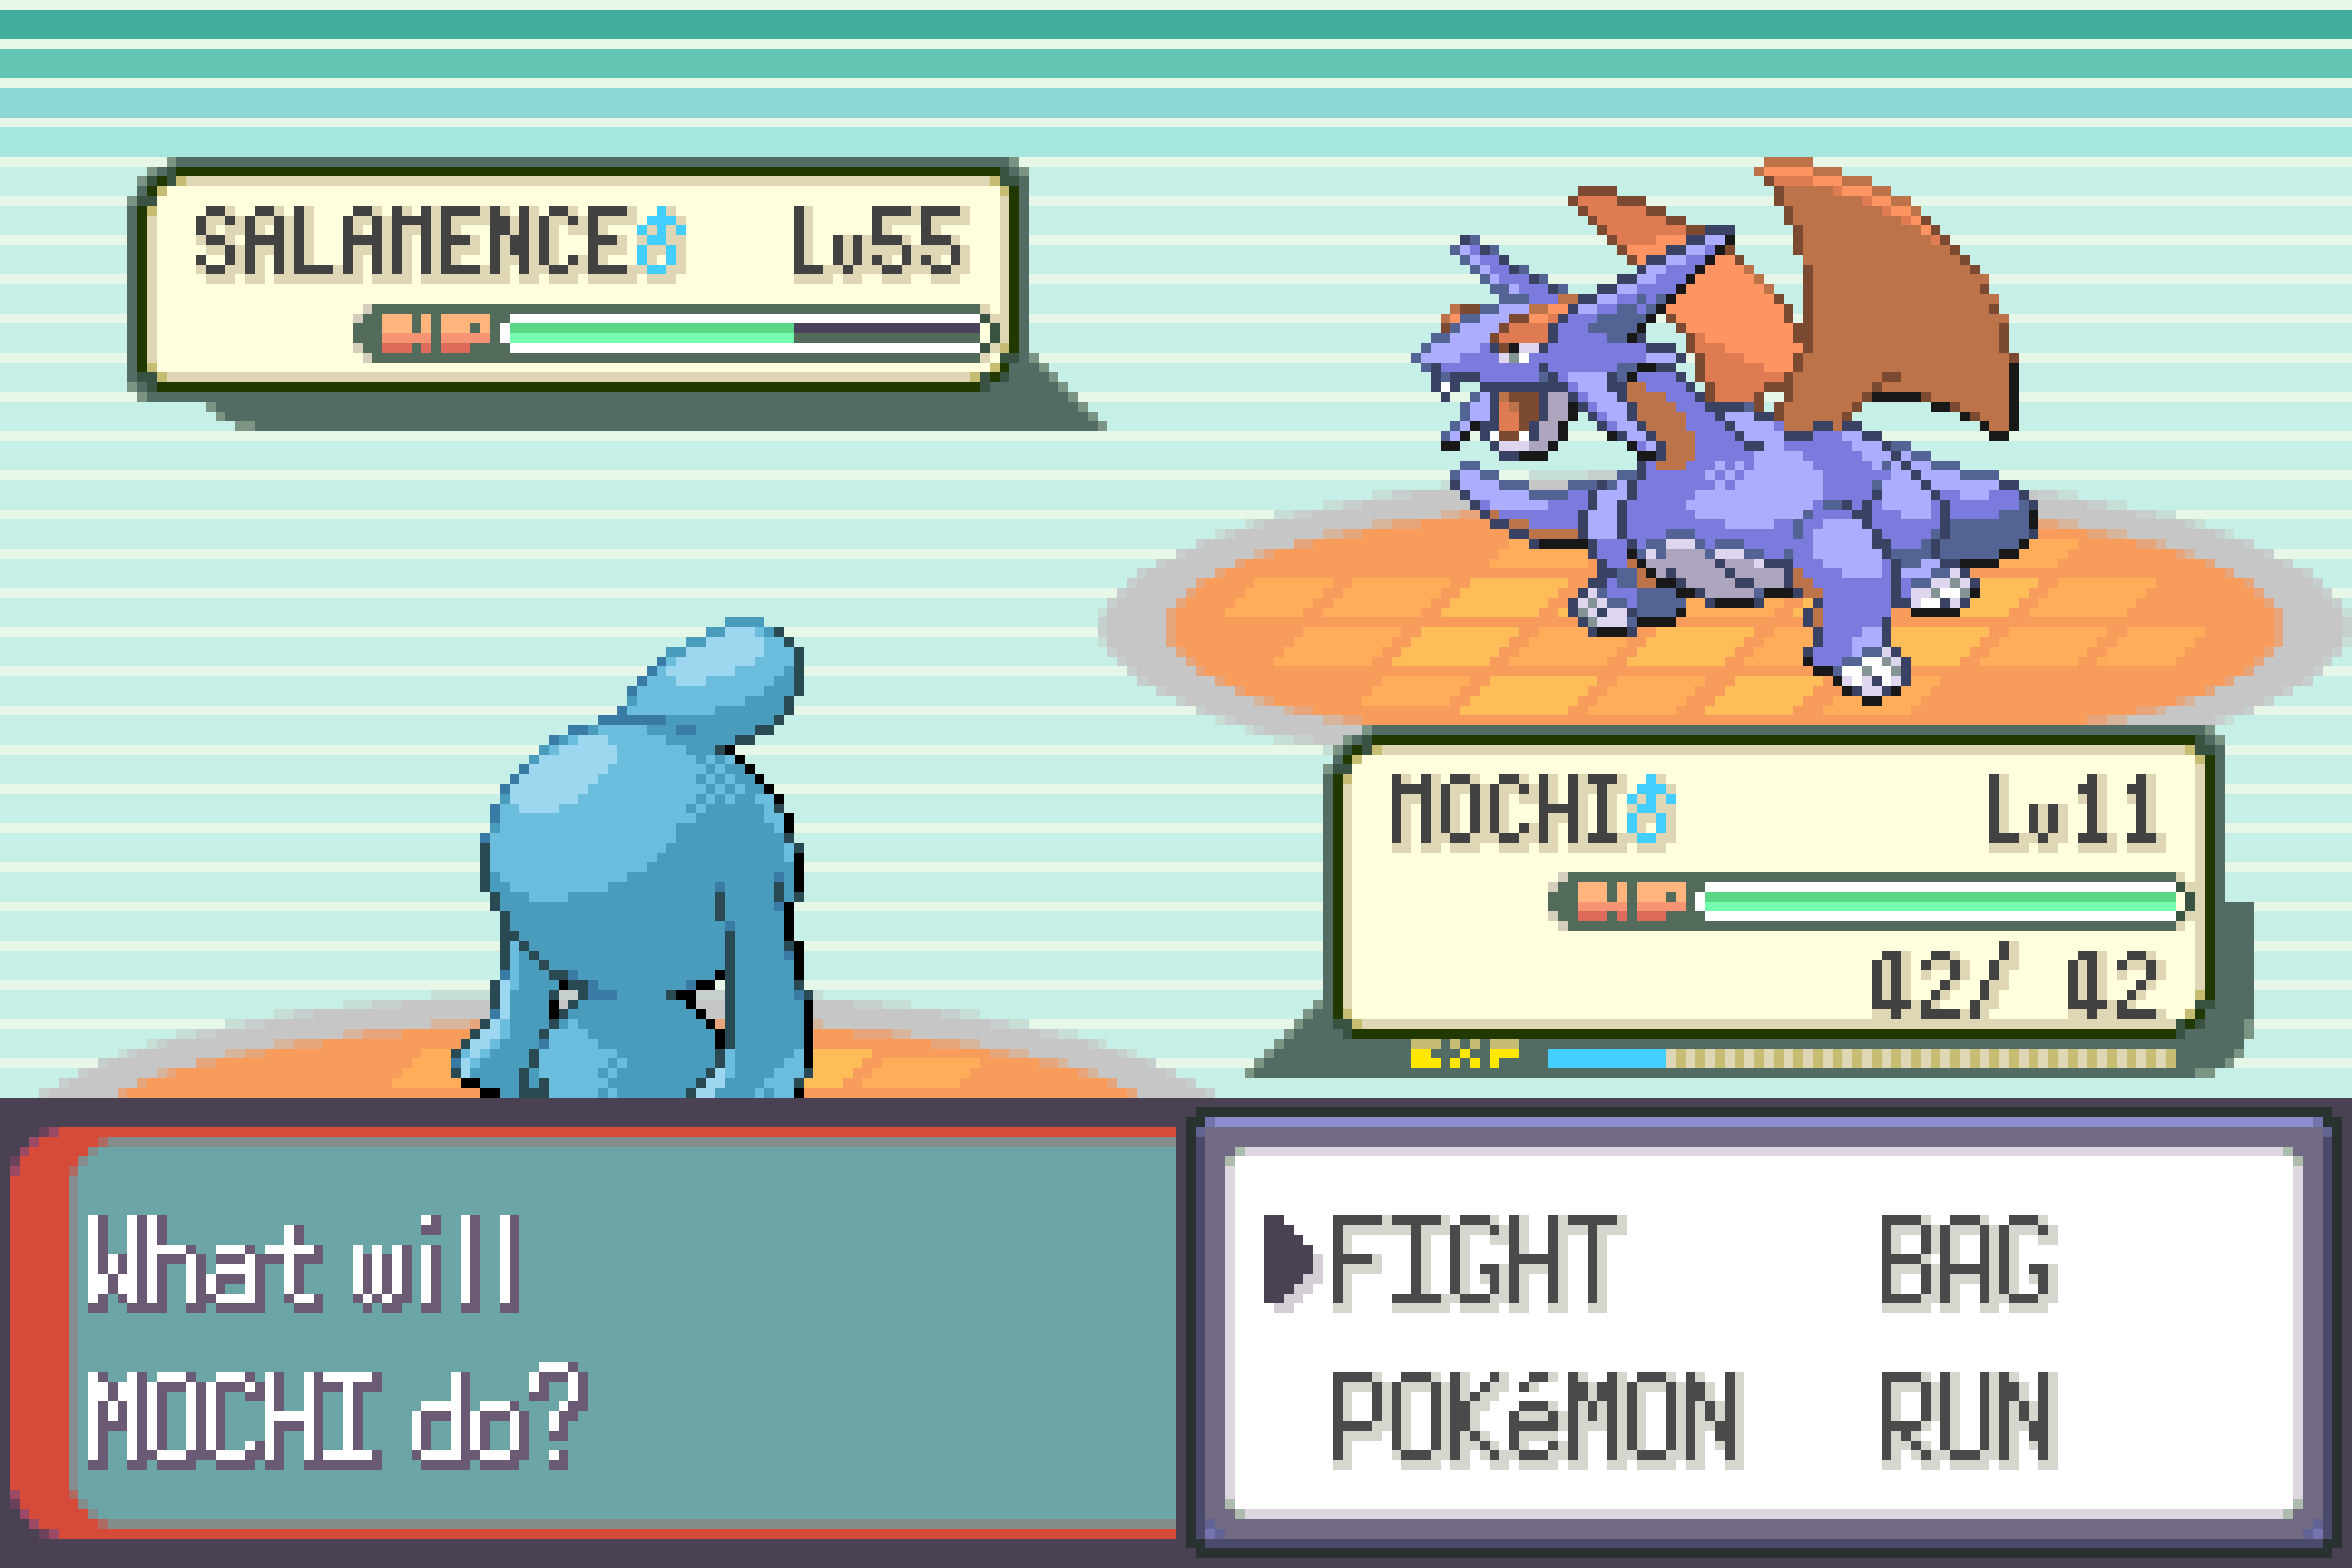 SALAMENCE♂ Lv55
HP
MOCHI♂ Lv11
HP
42/ 42
EXP
What will
MOCHI do?
FIGHT BAG
POKéMON RUN